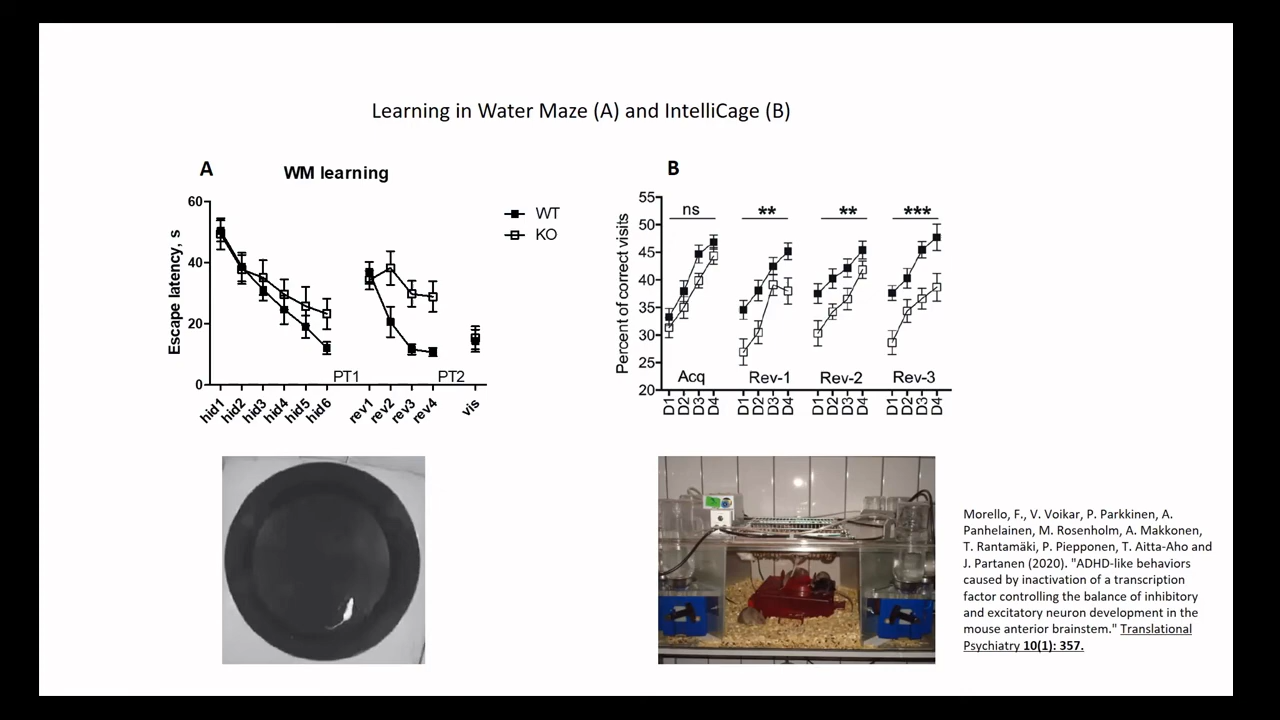 Learning in Water Maze (A) and IntelliCage (B)
A
WM learning
Escape latency, s
60
40
20
0
WT
KO
PT1
PT2
hid1
hid2
hid3
hid4
hid5
hid6
rev1
rev2
rev3
rev4
vis
B
Percent of correct visits
55
50
45
40
35
30
25
20
ns
**
**
***
Acq
Rev-1
Rev-2
Rev-3
D1
D2
D3
D4
D1
D2
D3
D4
D1
D2
D3
D4
D1
D2
D3
D4
Morello, F., V. Voikar, P. Parkkinen, A.
Panhelainen, M. Rosenholm, A. Makkonen,
T. Rantamäki, P. Piepponen, T. Aitta-Aho and
J. Partanen (2020). "ADHD-like behaviors
caused by inactivation of a transcription
factor controlling the balance of inhibitory
and excitatory neuron development in the
mouse anterior brainstem." Translational
Psychiatry 10(1): 357.